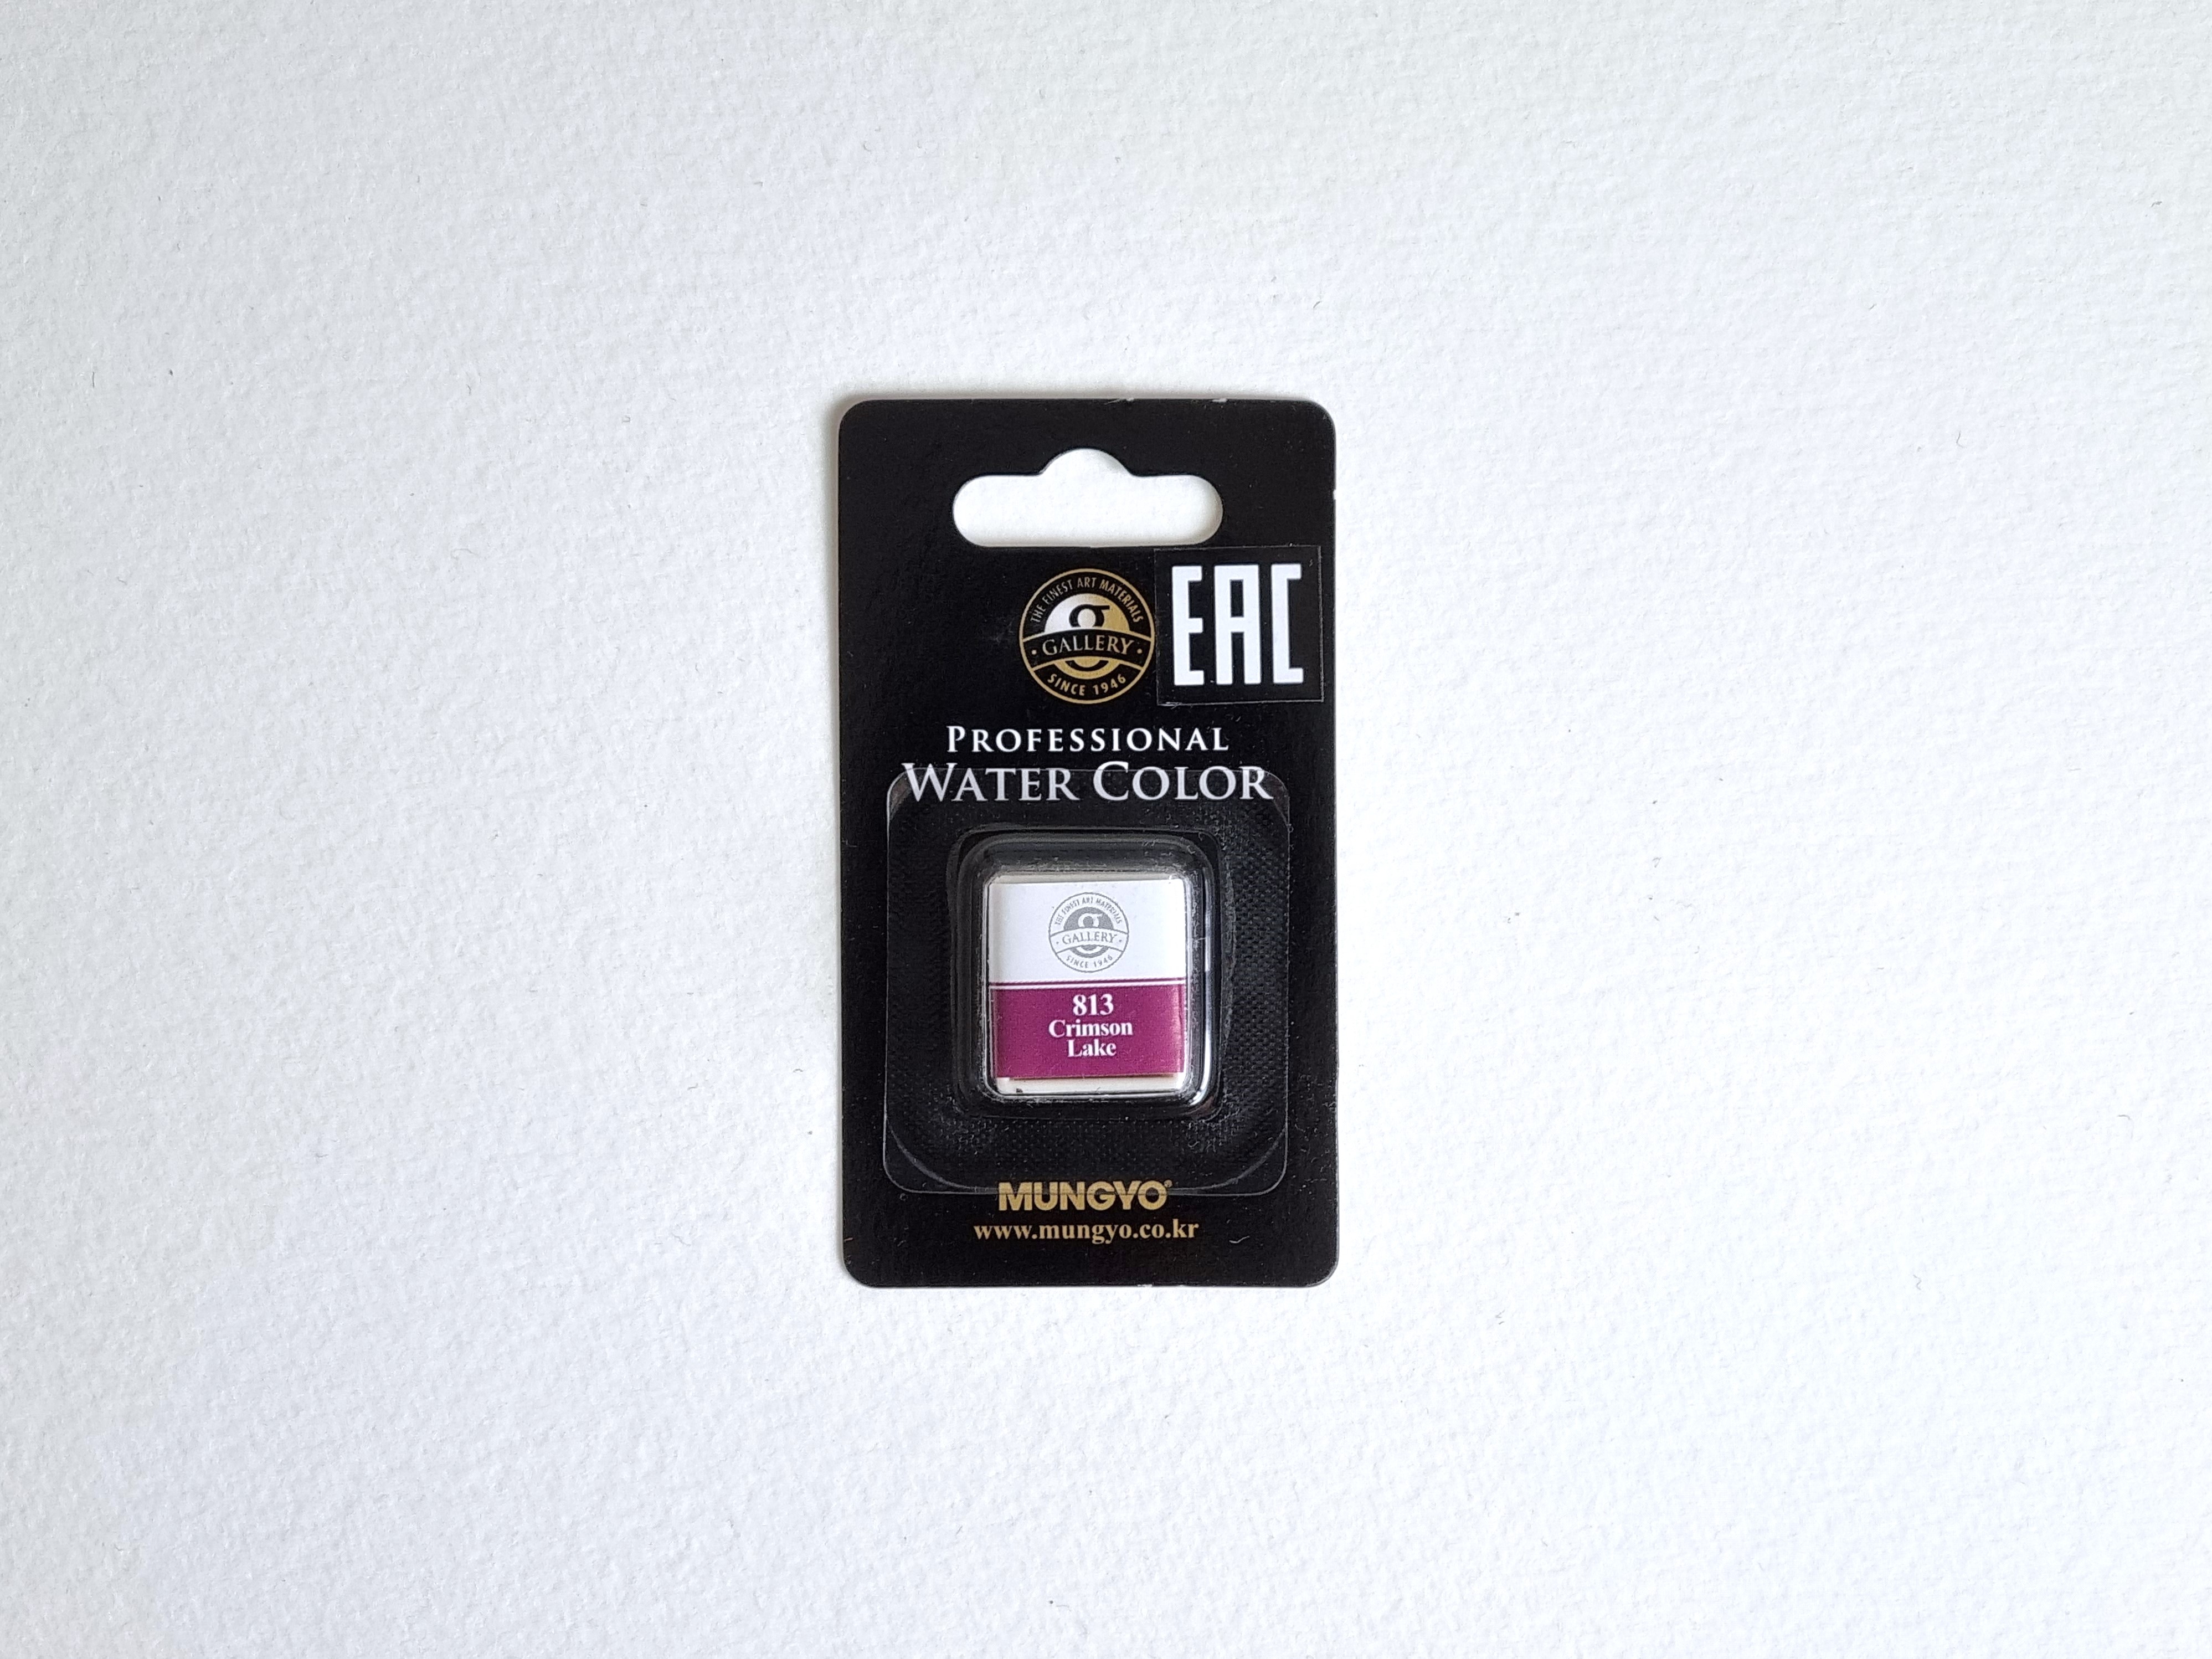 THE FINEST ART MATERIALS
g
GALLERY
SINCE 1946
EAC
PROFESSIONAL
WATER COLOR
THE FINEST ART MATERIALS
g
GALLERY
SINCE 1946
813
Crimson
Lake
MUNGYO®
www.mungyo.co.kr